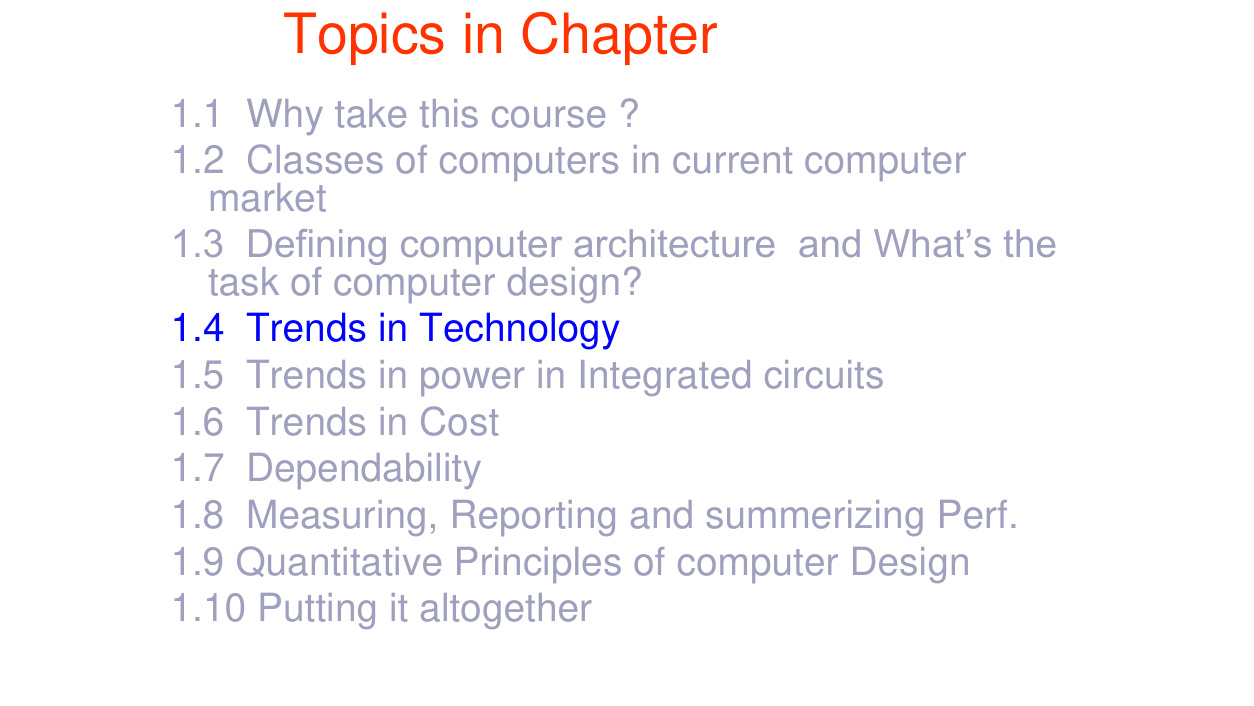 Topics in Chapter
1.1 Why take this course ?
1.2 Classes of computers in current computer
market
1.3 Defining computer architecture and What’s the
task of computer design?
1.4 Trends in Technology
1.5 Trends in power in Integrated circuits
1.6 Trends in Cost
1.7 Dependability
1.8 Measuring, Reporting and summerizing Perf.
1.9 Quantitative Principles of computer Design
1.10 Putting it altogether